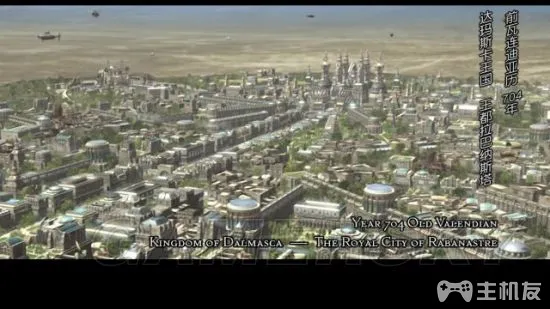 前瓦连迪亚历 704年
达玛斯卡王国 王都拉巴纳斯塔
YEAR 704 OLD VALENDIAN
KINGDOM OF DALMASCA — THE ROYAL CITY OF RABANASTRE
主机友